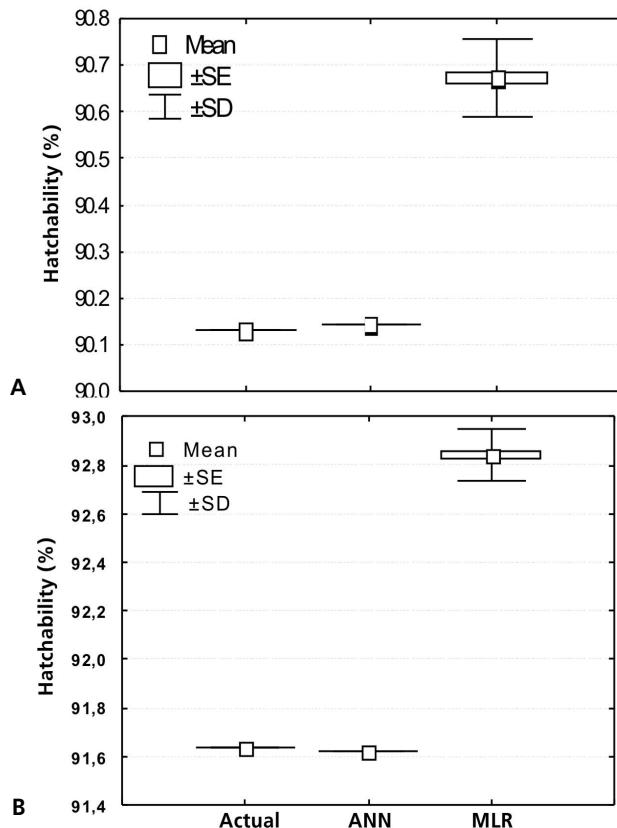 90.8
90.7
90.6
90.5
90.4
90.3
90.2
90.1
90.0
Hatchability (%)
Mean
±SE
±SD
A
93,0
92,8
92,6
92,4
92,2
92,0
91,8
91,6
91,4
Hatchability (%)
Mean
±SE
±SD
B
Actual ANN MLR